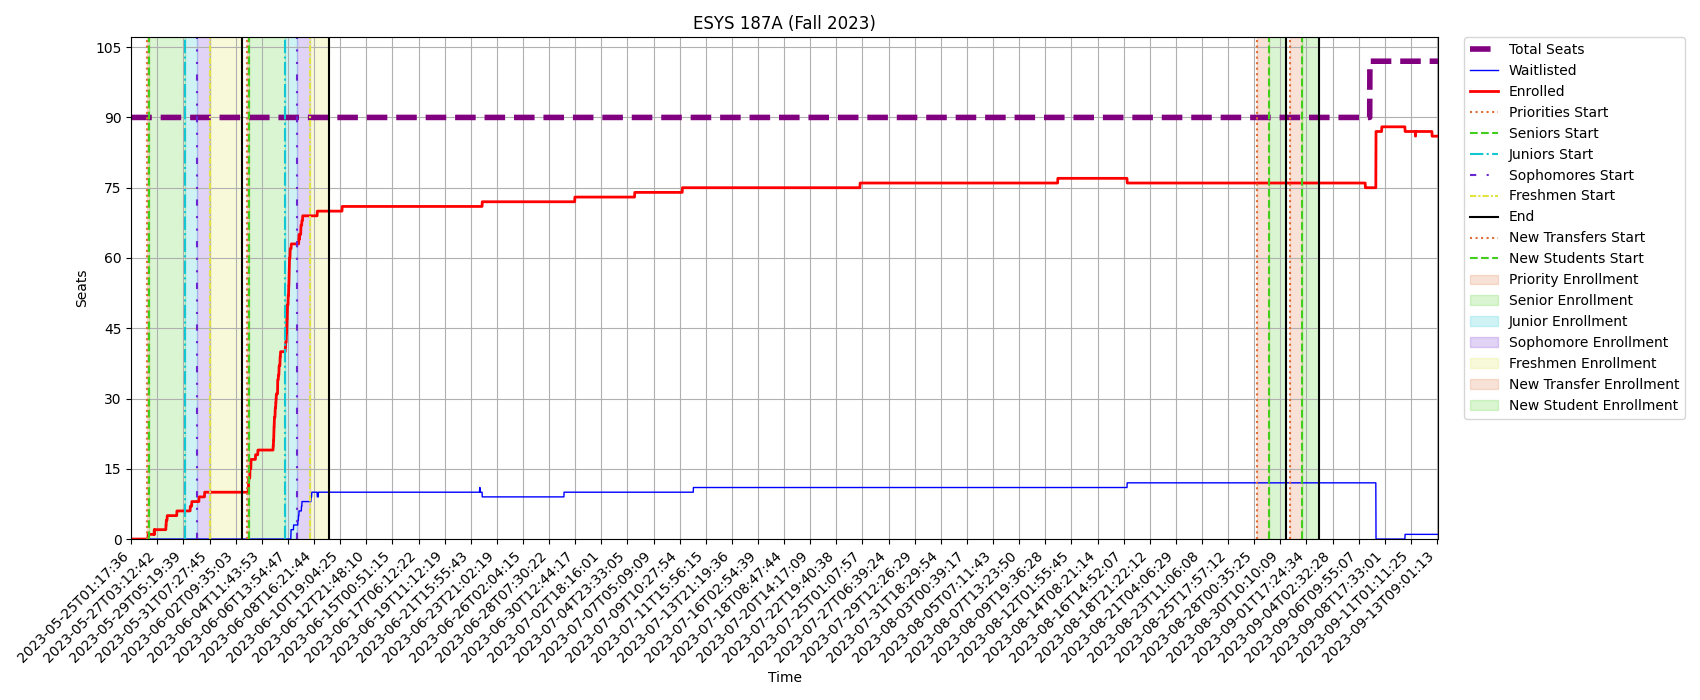 ESYS 187A (Fall 2023)
Seats
105
90
75
60
45
30
15
0
2023-05-25T01:17:36
2023-05-27T03:12:42
2023-05-29T05:19:39
2023-05-31T07:27:45
2023-06-02T09:35:03
2023-06-04T11:43:53
2023-06-06T13:54:47
2023-06-08T16:21:44
2023-06-10T19:04:25
2023-06-12T21:48:10
2023-06-15T00:51:15
2023-06-17T06:12:22
2023-06-19T11:12:19
2023-06-21T15:55:43
2023-06-23T21:02:19
2023-06-26T02:04:15
2023-06-28T07:30:22
2023-06-30T12:44:17
2023-07-02T18:16:01
2023-07-04T23:33:05
2023-07-07T05:09:09
2023-07-09T10:27:54
2023-07-11T15:56:15
2023-07-13T21:19:36
2023-07-16T02:54:39
2023-07-18T08:47:44
2023-07-20T14:17:09
2023-07-22T19:40:38
2023-07-25T01:07:57
2023-07-27T06:39:24
2023-07-29T12:26:29
2023-07-31T18:29:54
2023-08-03T00:39:17
2023-08-05T07:11:43
2023-08-07T13:23:50
2023-08-09T19:36:28
2023-08-12T01:55:45
2023-08-14T08:21:14
2023-08-16T14:52:07
2023-08-18T21:22:12
2023-08-21T04:06:29
2023-08-23T11:06:08
2023-08-25T17:57:12
2023-08-28T00:35:25
2023-08-30T10:10:09
2023-09-01T17:24:34
2023-09-04T02:32:28
2023-09-06T09:55:07
2023-09-08T17:33:01
2023-09-11T01:11:25
2023-09-13T09:01:13
Time
Total Seats
Waitlisted
Enrolled
Priorities Start
Seniors Start
Juniors Start
Sophomores Start
Freshmen Start
End
New Transfers Start
New Students Start
Priority Enrollment
Senior Enrollment
Junior Enrollment
Sophomore Enrollment
Freshmen Enrollment
New Transfer Enrollment
New Student Enrollment